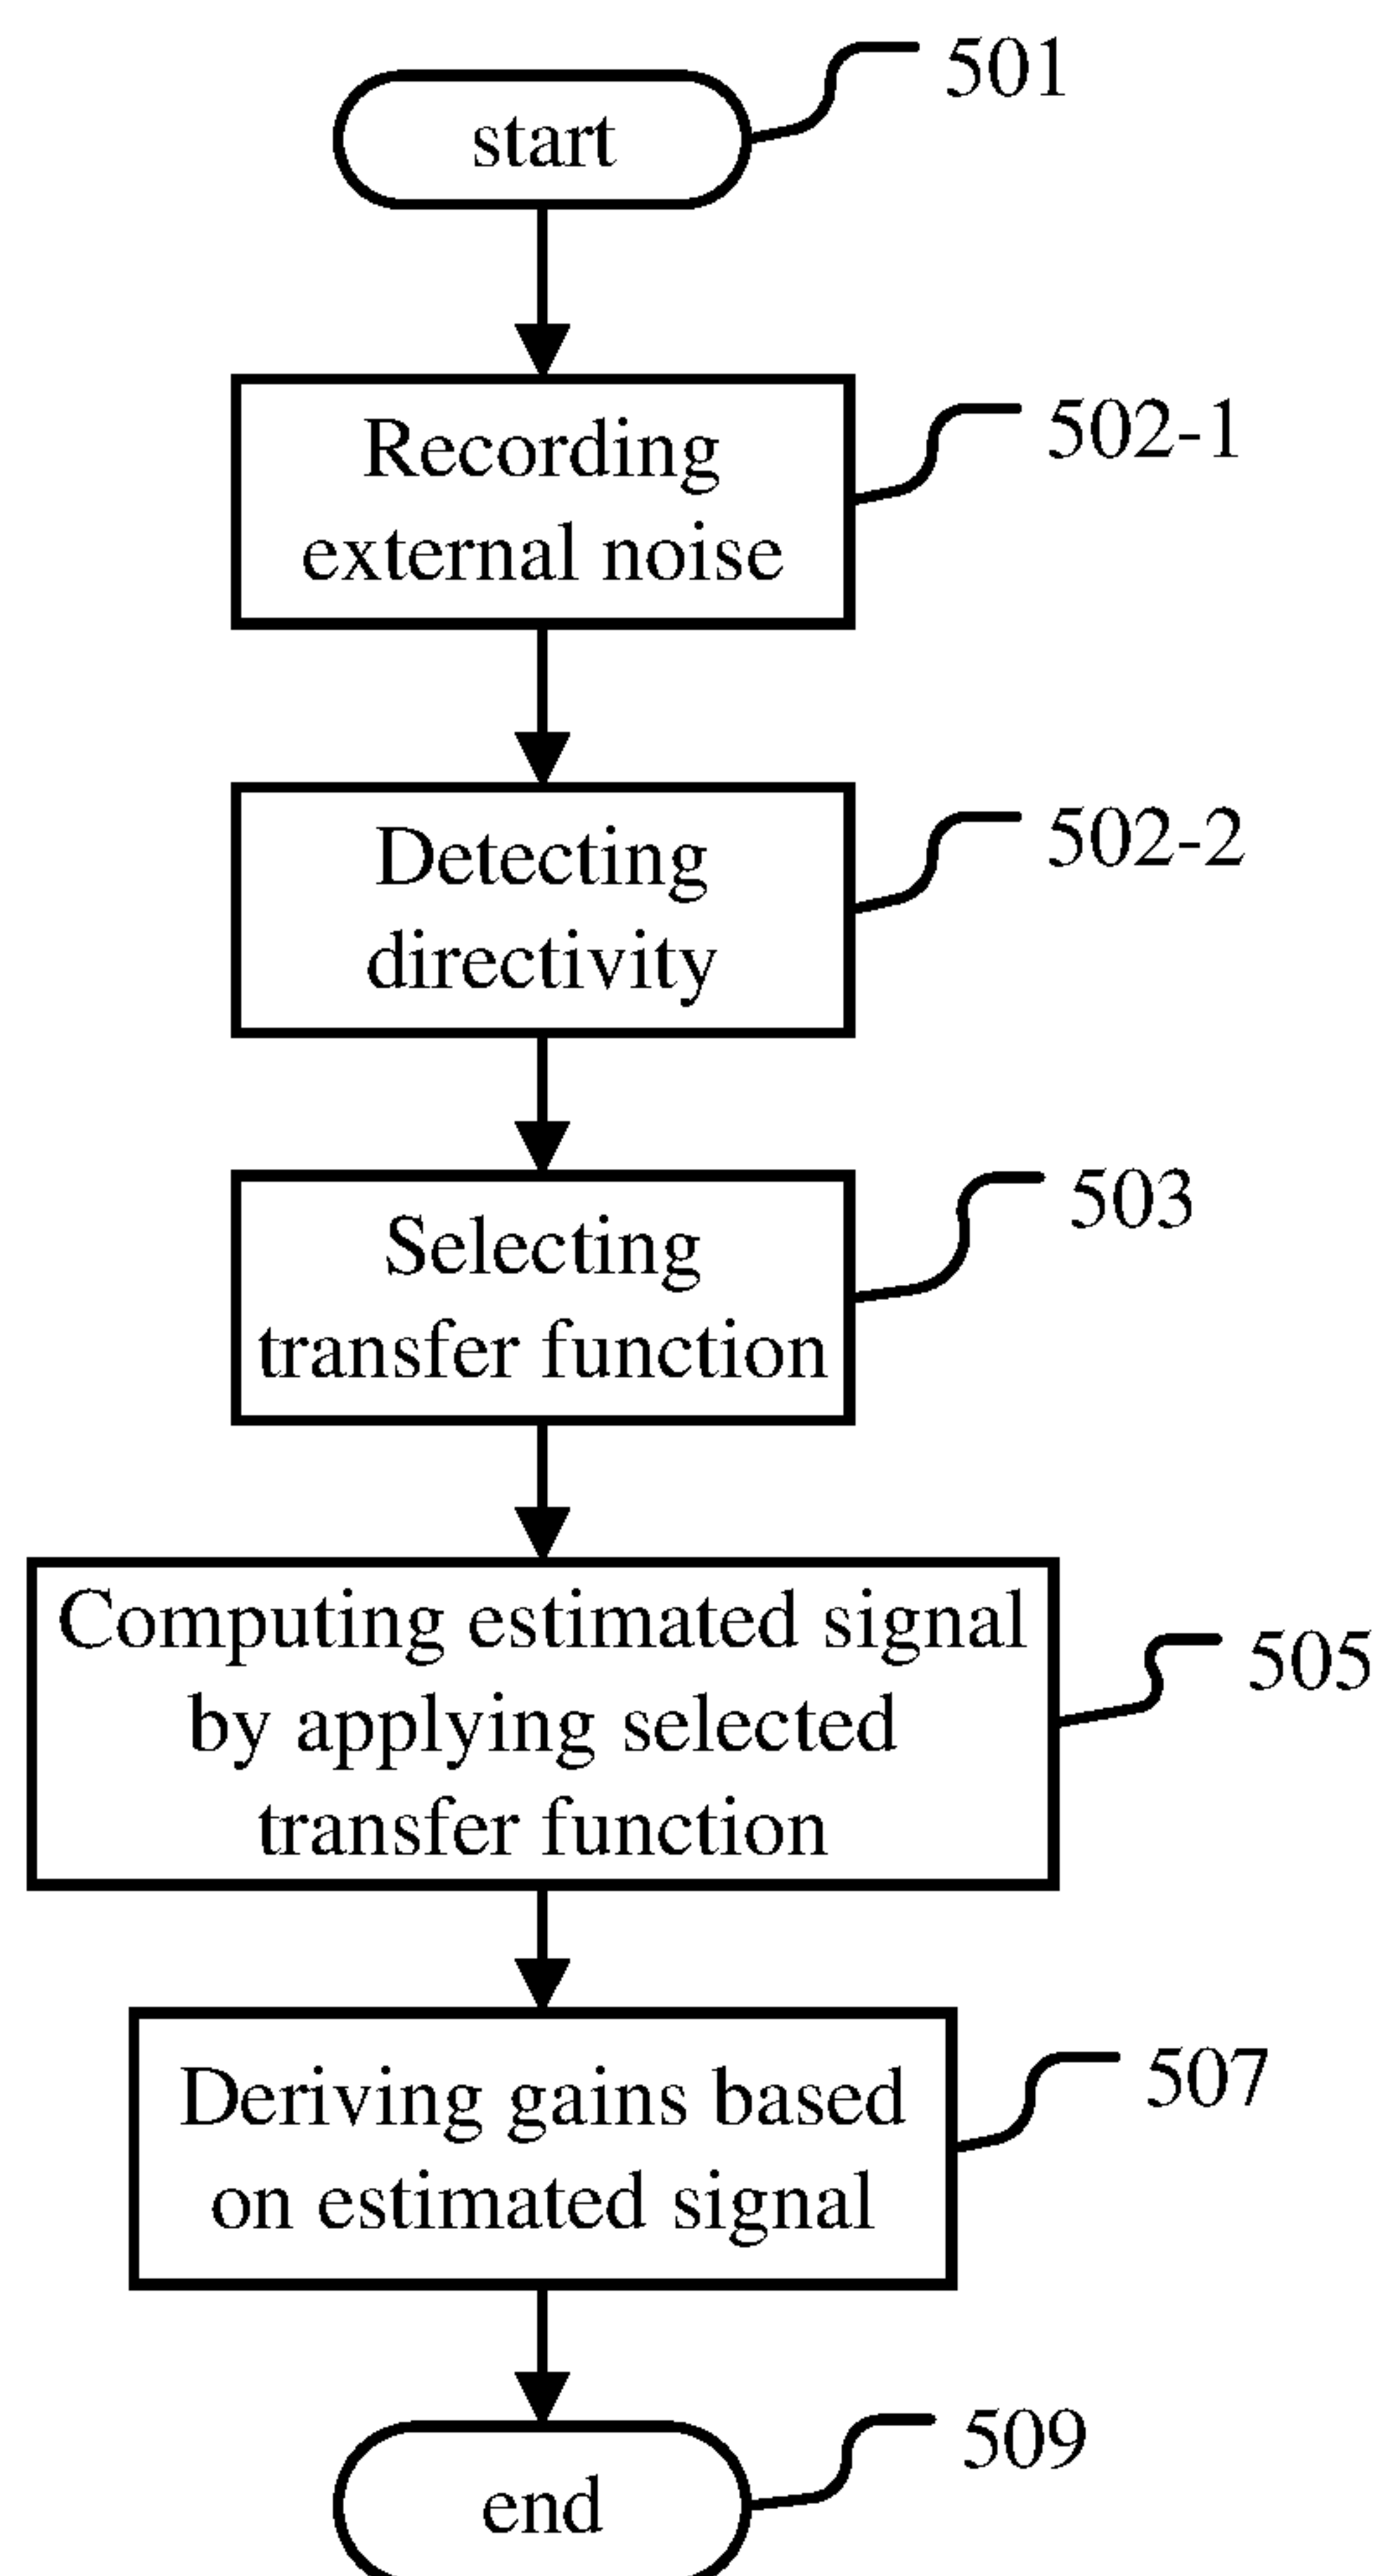 start
501
Recording
external noise
502-1
Detecting
directivity
502-2
Selecting
transfer function
503
Computing estimated signal
by applying selected
transfer function
505
Deriving gains based
on estimated signal
507
end
509